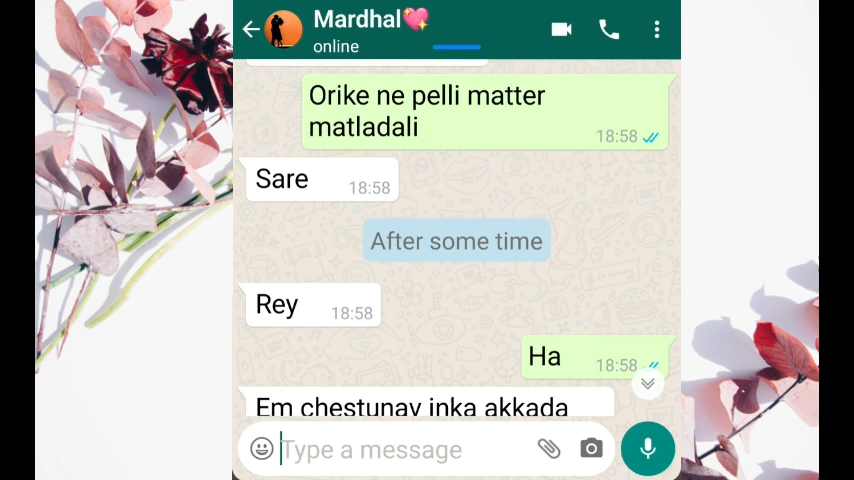 Mardhal💖
online
Orike ne pelli matter
matladali
18:58
Sare
18:58
After some time
Rey
18:58
Ha
18:58
Em chestunav inka akkada
Type a message